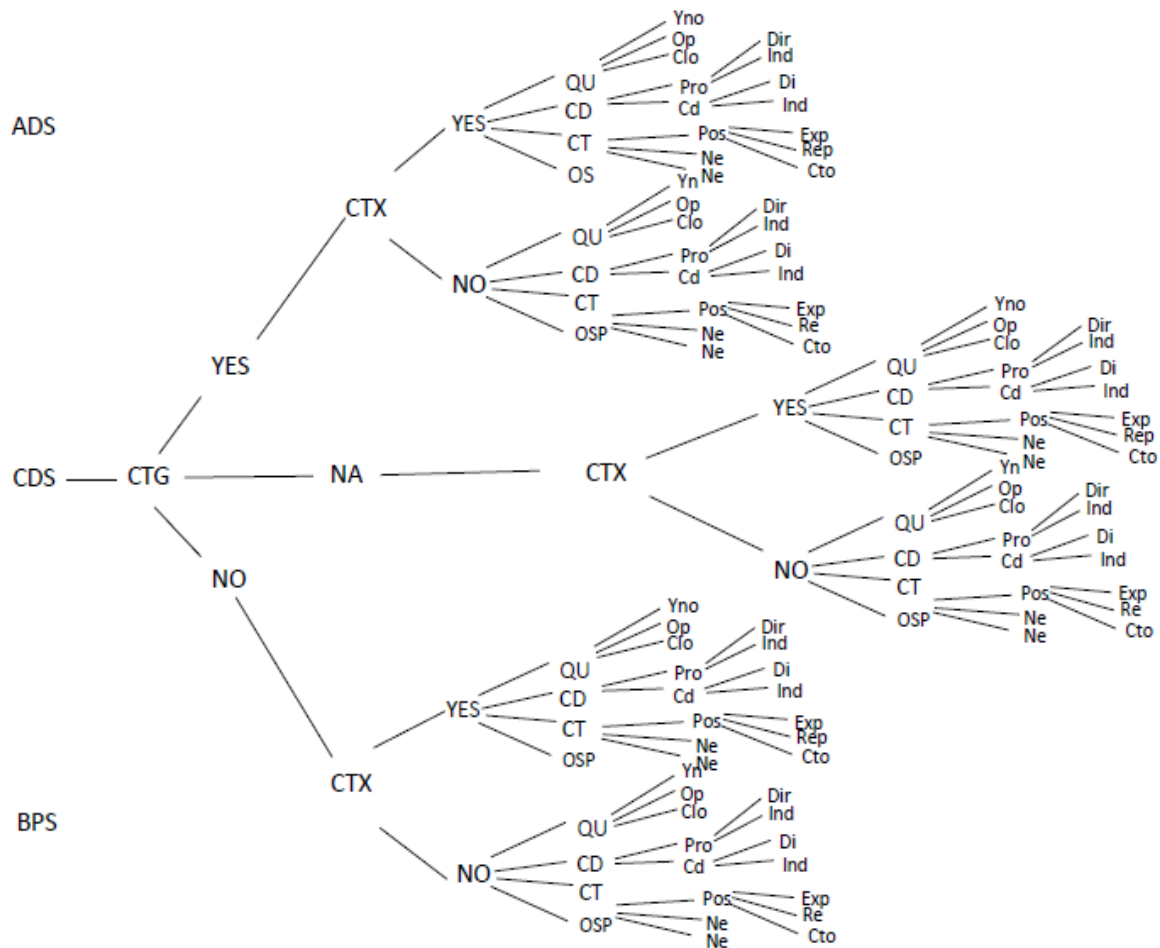 Yno
Op
Clo
Dir
Ind
QU
Pro
Di
ADS
YES
CD
Cd
Ind
CT
Pos
Exp
Rep
Ne
Cto
OS
Ne
Yn
CTX
Op
Clo
Dir
Ind
QU
Pro
Di
NO
CD
Cd
Ind
CT
Pos
Exp
Re
OSP
Ne
Cto
Ne
YES
Yno
Op
Clo
Dir
Ind
QU
Pro
Di
YES
CD
Cd
Ind
CT
Pos
Exp
Rep
Ne
Cto
OSP
Ne
CDS
CTG
NA
CTX
Yn
Op
Clo
Dir
Ind
QU
Pro
Di
NO
CD
Cd
Ind
CT
Pos
Exp
Re
OSP
Ne
Cto
Ne
NO
Yno
Op
Clo
Dir
Ind
QU
Pro
Di
YES
CD
Cd
Ind
CT
Pos
Exp
Rep
Ne
Cto
OSP
Ne
CTX
Yn
Op
Clo
Dir
Ind
BPS
QU
Pro
Di
NO
CD
Cd
Ind
CT
Pos
Exp
Re
OSP
Ne
Cto
Ne